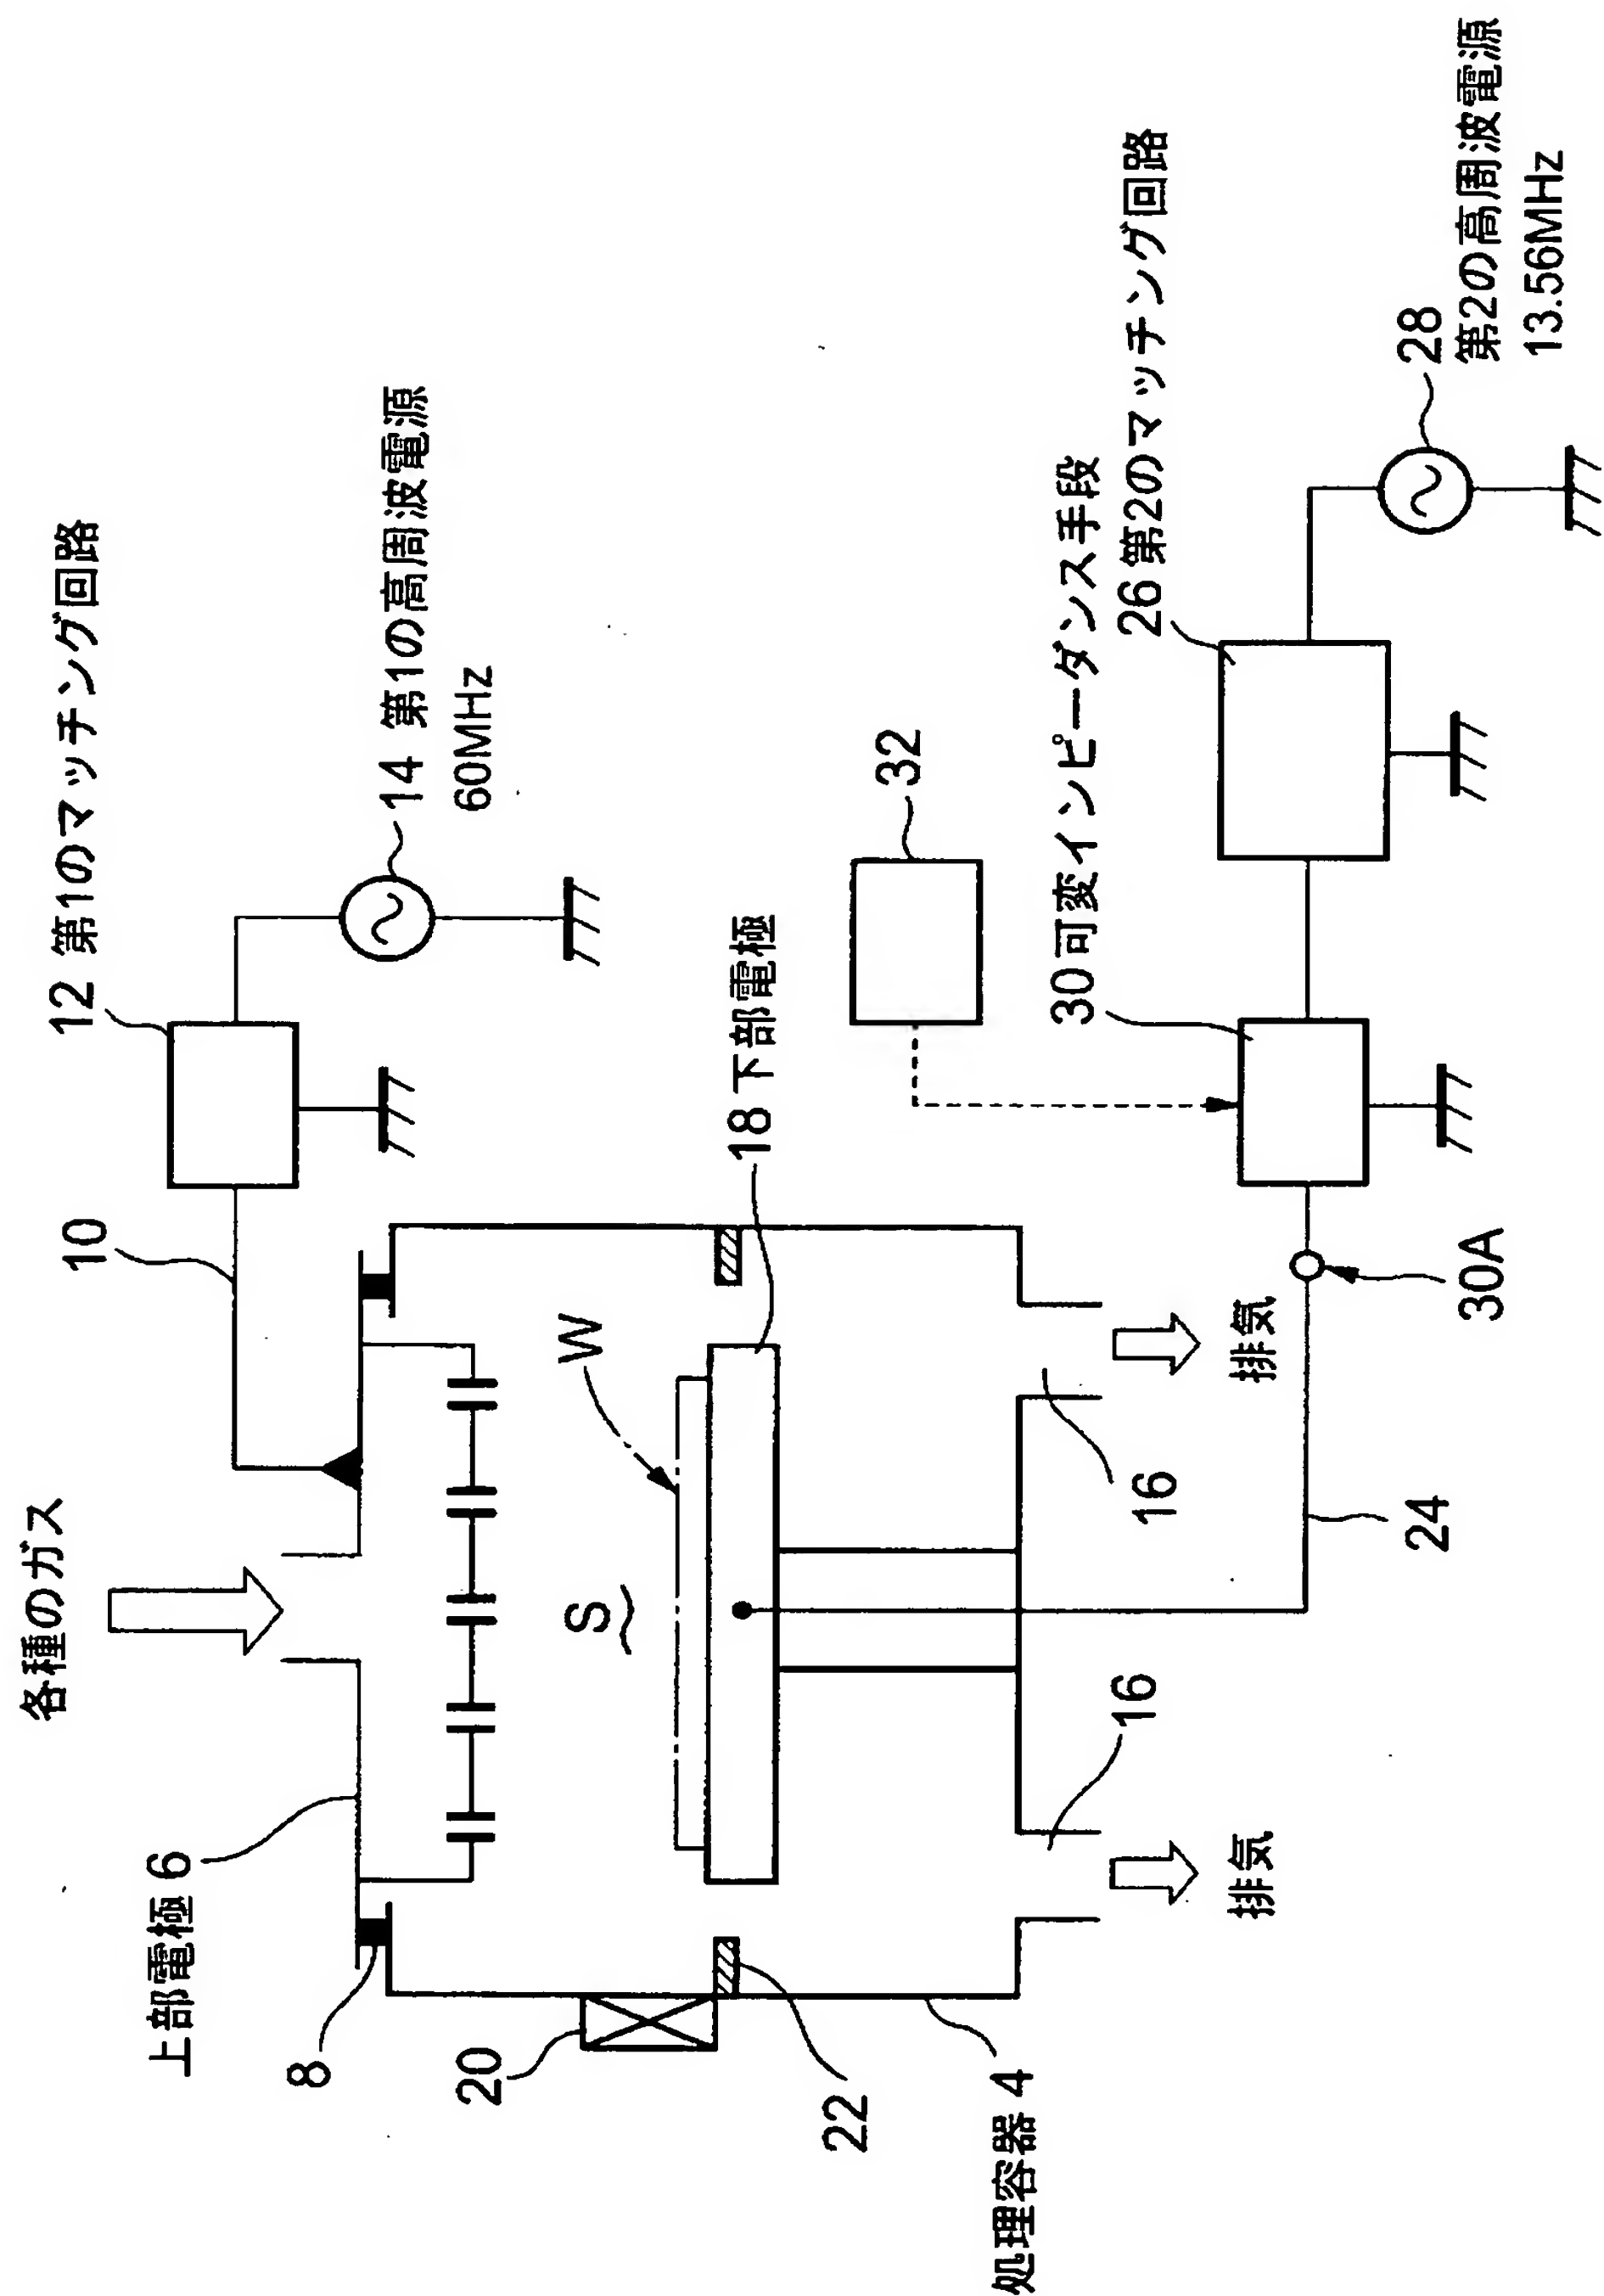 各種のガス
10
12 第1のマッチング回路
上部電極 6
14 第1の高周波電源
60MHz
8
20
S
W
18 下部電極
32
22
処理容器 4
16
16
排気
排気
30可変インピーダンス手段
26 第2のマッチング回路
28
第2の高周波電源
13.56MHz
24
30A